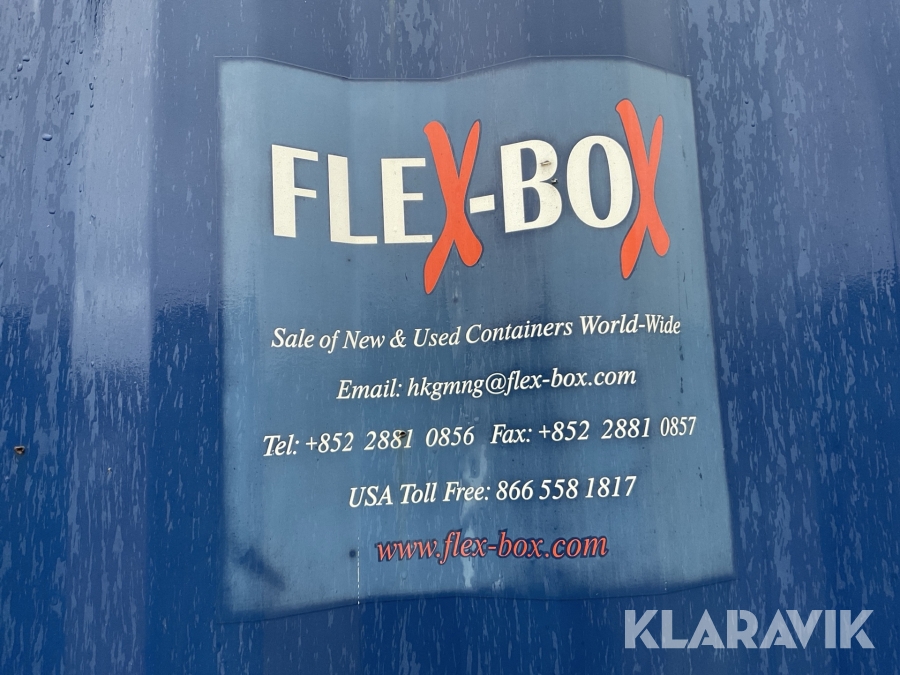 FLEX-BOX
Sale of New & Used Containers World-Wide
Email: hkgmng@flex-box.com
Tel: +852 2881 0856 Fax: +852 2881 0857
USA Toll Free: 866 558 1817
www.flex-box.com
KLARAVIK